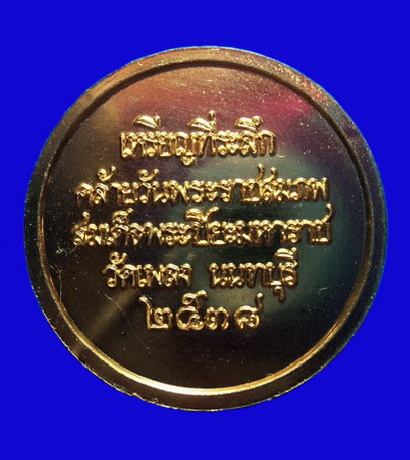 เหรียญที่ระลึก
คล้ายวันพระราชสมภพ
สมเด็จพระปิยะมหาราช
วัดเพลง นนทบุรี
๒๕๓๘